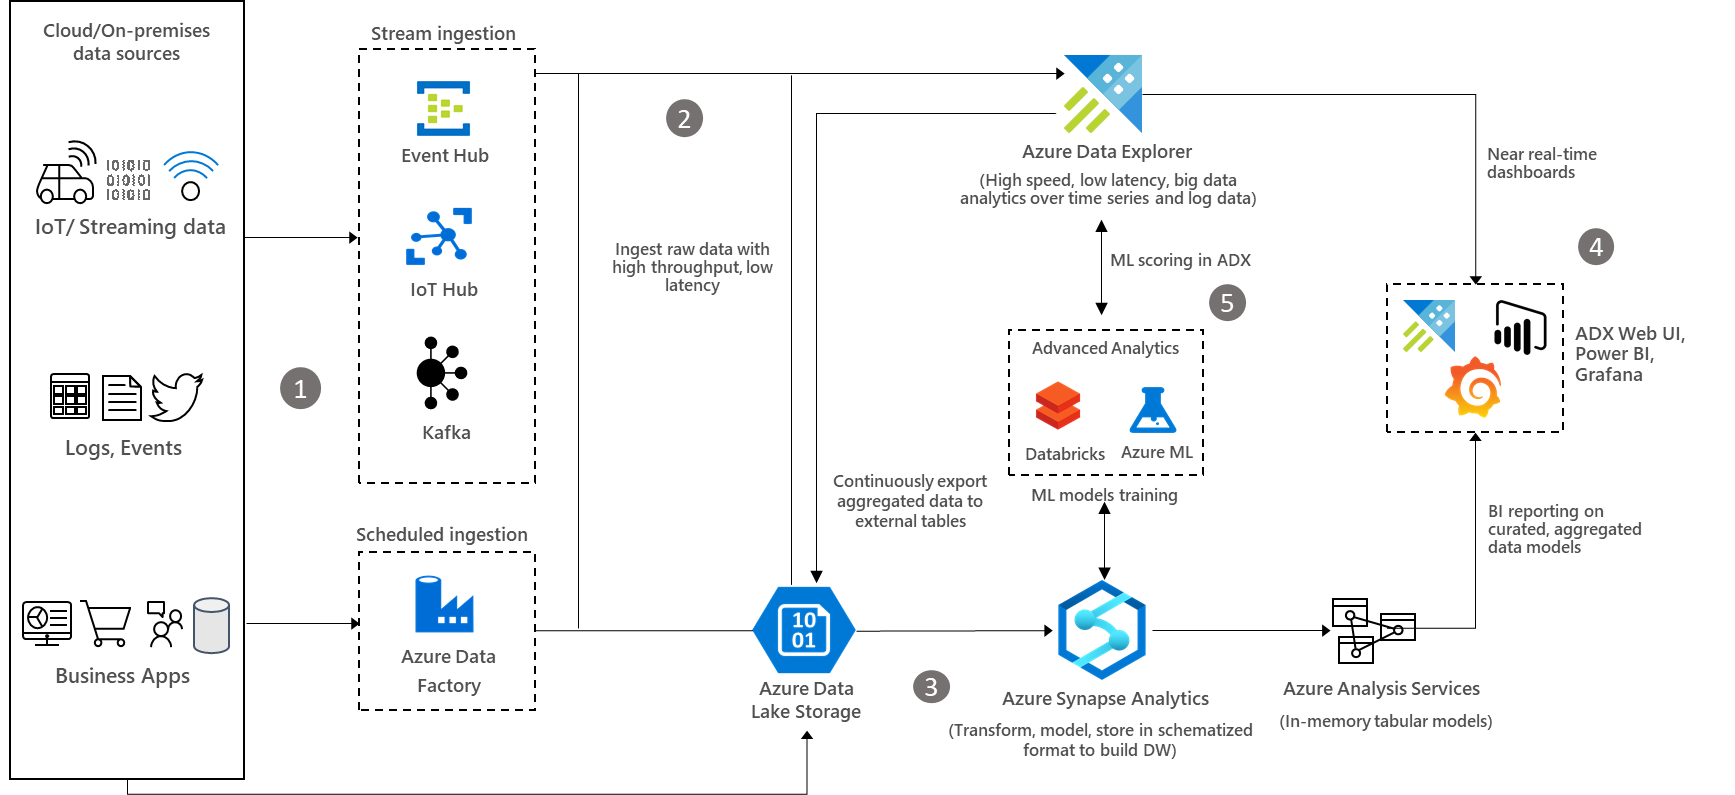 Cloud/On-premises
data sources
IoT/ Streaming data
Logs, Events
Business Apps
1
Stream ingestion
Event Hub
IoT Hub
Kafka
Scheduled ingestion
Azure Data
Factory
2
Ingest raw data with
high throughput, low
latency
Continuously export
aggregated data to
external tables
10
01
Azure Data
Lake Storage
3
Azure Data Explorer
(High speed, low latency, big data
analytics over time series and log data)
ML scoring in ADX
5
Advanced Analytics
Databricks
Azure ML
ML models training
Azure Synapse Analytics
(Transform, model, store in schematized
format to build DW)
Azure Analysis Services
(In-memory tabular models)
Near real-time
dashboards
4
ADX Web UI,
Power BI,
Grafana
BI reporting on
curated, aggregated
data models